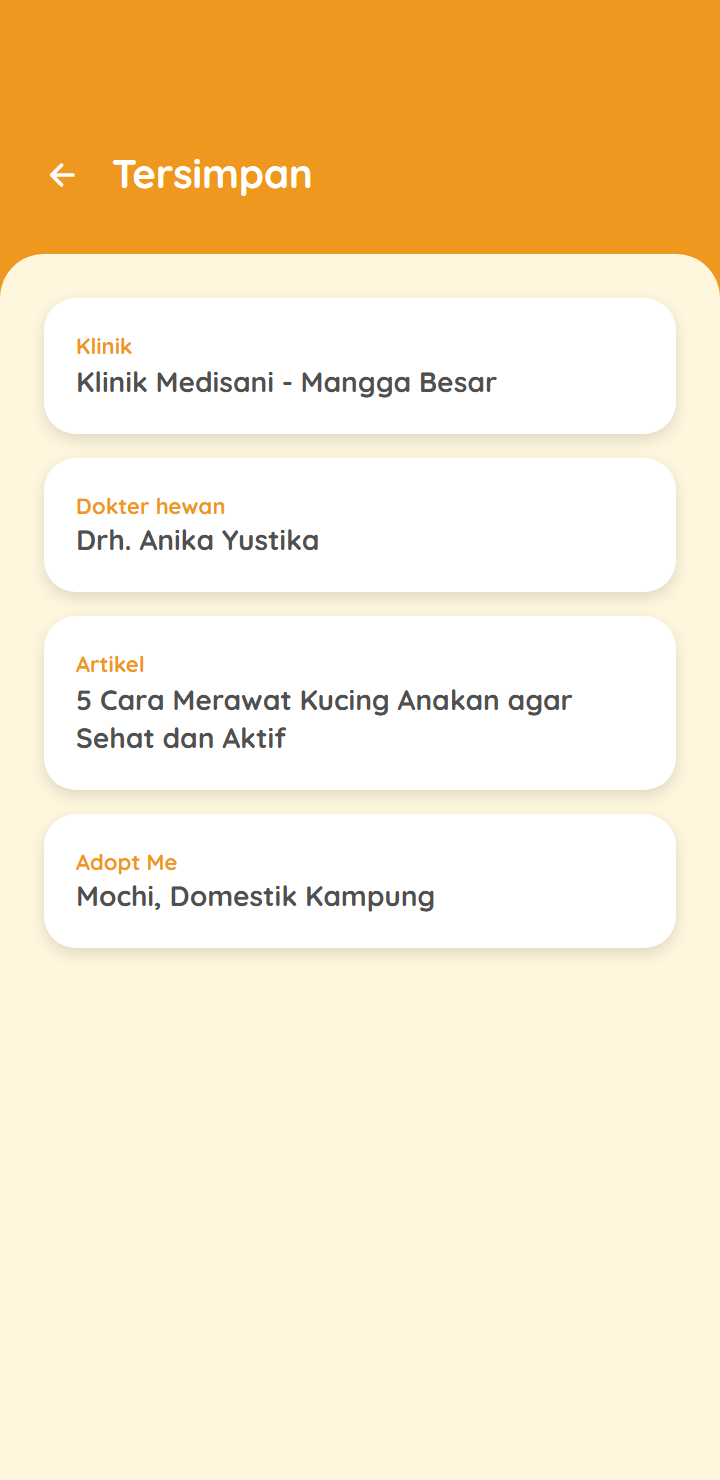 Tersimpan
Klinik
Klinik Medisani - Mangga Besar
Dokter hewan
Drh. Anika Yustika
Artikel
5 Cara Merawat Kucing Anakan agar
Sehat dan Aktif
Adopt Me
Mochi, Domestik Kampung